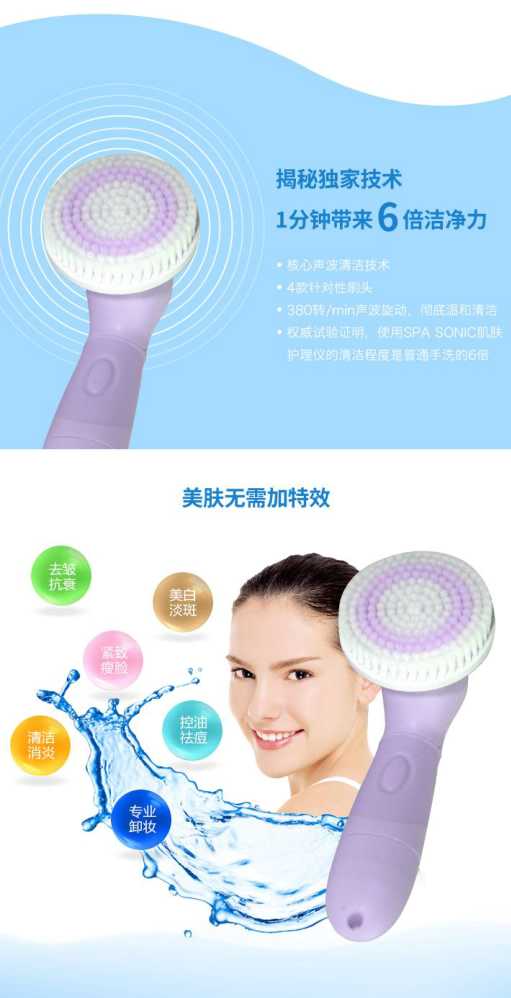 揭秘独家技术
1分钟带来6倍洁净力
• 核心声波清洁技术
• 4款针对性刷头
• 380转/min声波旋动，彻底温和清洁
• 权威试验证明，使用SPA SONIC肌肤
护理仪的清洁程度是普通手洗的6倍
美肤无需加特效
去皱
抗衰
美白
淡斑
紧致
瘦脸
控油
祛痘
清洁
消炎
专业
卸妆